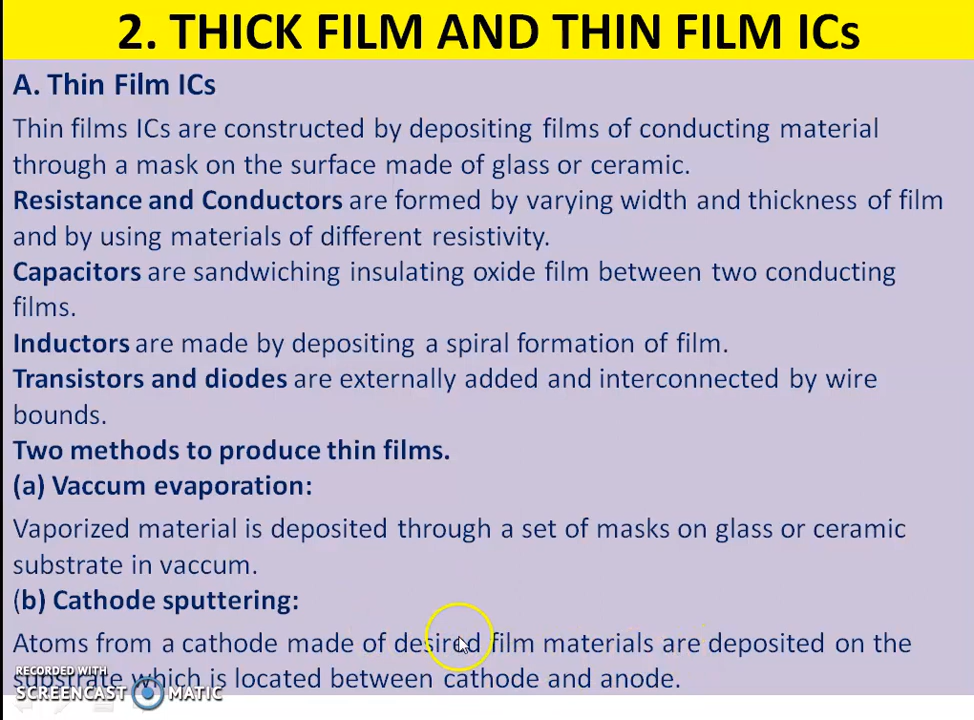 2. THICK FILM AND THIN FILM ICs
A. Thin Film ICs
Thin films ICs are constructed by depositing films of conducting material
through a mask on the surface made of glass or ceramic.
Resistance and Conductors are formed by varying width and thickness of film
and by using materials of different resistivity.
Capacitors are sandwiching insulating oxide film between two conducting
films.
Inductors are made by depositing a spiral formation of film.
Transistors and diodes are externally added and interconnected by wire
bounds.
Two methods to produce thin films.
(a) Vaccum evaporation:
Vaporized material is deposited through a set of masks on glass or ceramic
substrate in vaccum.
(b) Cathode sputtering:
Atoms from a cathode made of desired film materials are deposited on the
substrate which is located between cathode and anode.
RECORDED WITH
SCREENCAST MATIC